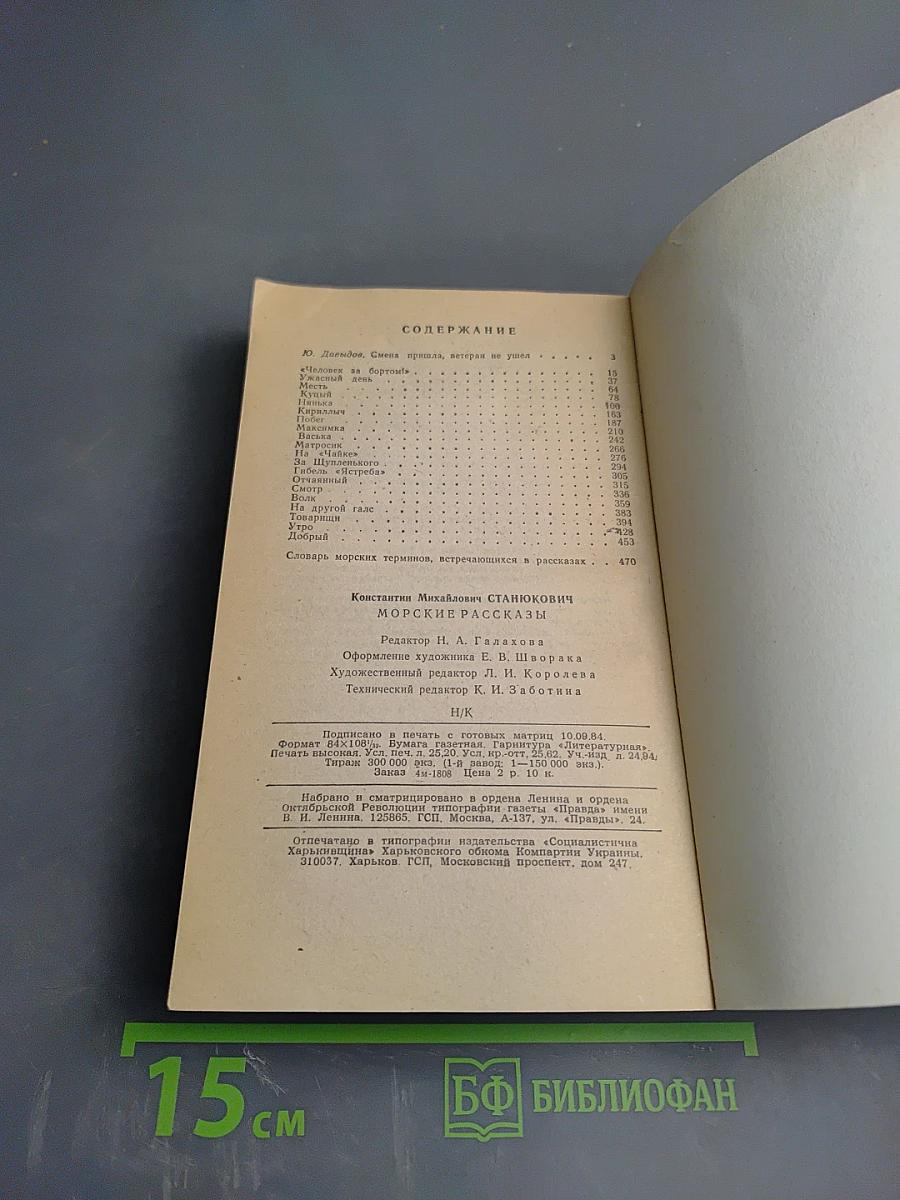 СОДЕРЖАНИЕ
Ю. Давыдов. Смена пришла, ветеран не ушел . . . . . 3
«Человек за бортом!» . . . . . 15
Ужасный день . . . . . 37
Месть . . . . . 64
Куцый . . . . . 78
Нянька . . . . . 100
Кириллыч . . . . . 163
Побег . . . . . 187
Максимка . . . . . 210
Васька . . . . . 242
Матросик . . . . . 266
На «Чайке» . . . . . 276
За Щупленького . . . . . 294
Гибель «Ястреба» . . . . . 305
Отчаянный . . . . . 315
Смотр . . . . . 336
Волк . . . . . 359
На другой галс . . . . . 383
Товарищи . . . . . 394
Утро . . . . . 428
Добрый . . . . . 453
Словарь морских терминов, встречающихся в рассказах . . 470
Константин Михайлович СТАНЮКОВИЧ
МОРСКИЕ РАССКАЗЫ
Редактор Н. А. Галахова
Оформление художника Е. В. Шворака
Художественный редактор Л. И. Королева
Технический редактор К. И. Заботина
Н/К
Подписано в печать с готовых матриц 10.09.84.
Формат 84×108¹/₃₂. Бумага газетная. Гарнитура «Литературная».
Печать высокая. Усл. печ. л. 25,20. Усл. кр.-отт. 25,62. Уч.-изд. л. 24,94.
Тираж 300 000 экз. (1-й завод: 1—150 000 экз.).
Заказ 4м-1808 Цена 2 р. 10 к.
Набрано и сматрицировано в ордена Ленина и ордена
Октябрьской Революции типографии газеты «Правда» имени
В. И. Ленина. 125865. ГСП. Москва, А-137, ул. «Правды», 24.
Отпечатано в типографии издательства «Социалистична
Харькивщина» Харьковского обкома Компартии Украины.
310037, Харьков. ГСП, Московский проспект, дом 247.
15 см
БФ БИБЛИОФАН